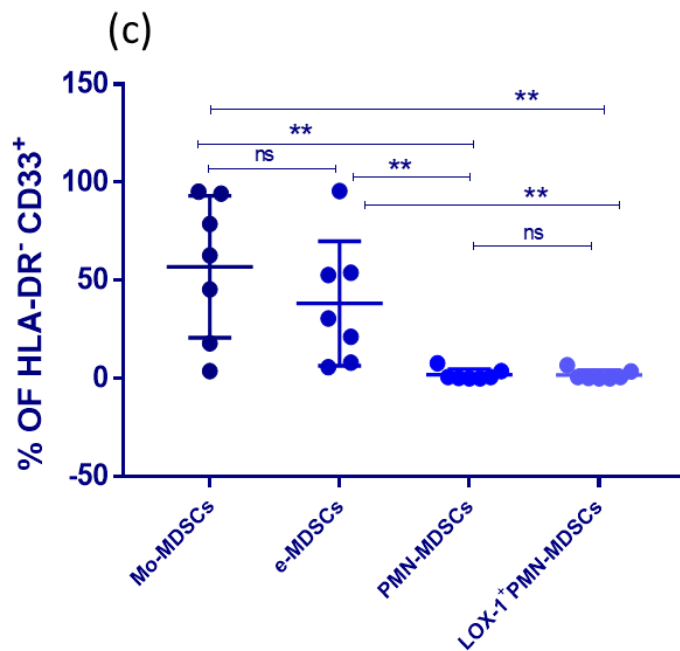 (c)
% OF HLA-DR⁻ CD33⁺
150
100
50
0
-50
**
**
ns
**
**
ns
Mo-MDSCs
e-MDSCs
PMN-MDSCs
LOX-1⁺PMN-MDSCs